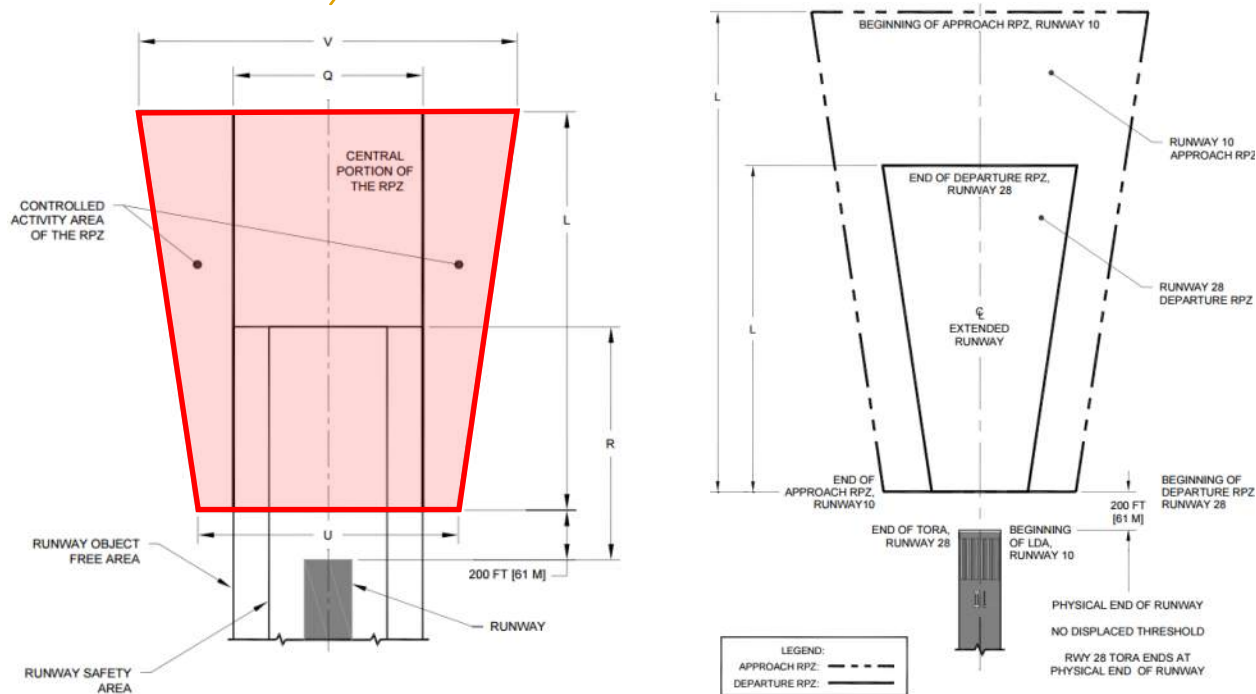 V
Q
CENTRAL
PORTION OF
THE RPZ
CONTROLLED
ACTIVITY AREA
OF THE RPZ
L
R
U
200 FT [61 M]
RUNWAY OBJECT
FREE AREA
RUNWAY
RUNWAY SAFETY
AREA
BEGINNING OF APPROACH RPZ, RUNWAY 10
L
RUNWAY 10
APPROACH RPZ
END OF DEPARTURE RPZ,
RUNWAY 28
RUNWAY 28
DEPARTURE RPZ
L
℄
EXTENDED
RUNWAY
END OF
APPROACH RPZ,
RUNWAY10
BEGINNING OF
DEPARTURE RPZ
RUNWAY 28
200 FT
[61 M]
END OF TORA,
RUNWAY 28
BEGINNING
OF LDA,
RUNWAY 10
PHYSICAL END OF RUNWAY
NO DISPLACED THRESHOLD
RWY 28 TORA ENDS AT
PHYSICAL END OF RUNWAY
LEGEND:
APPROACH RPZ:
DEPARTURE RPZ: